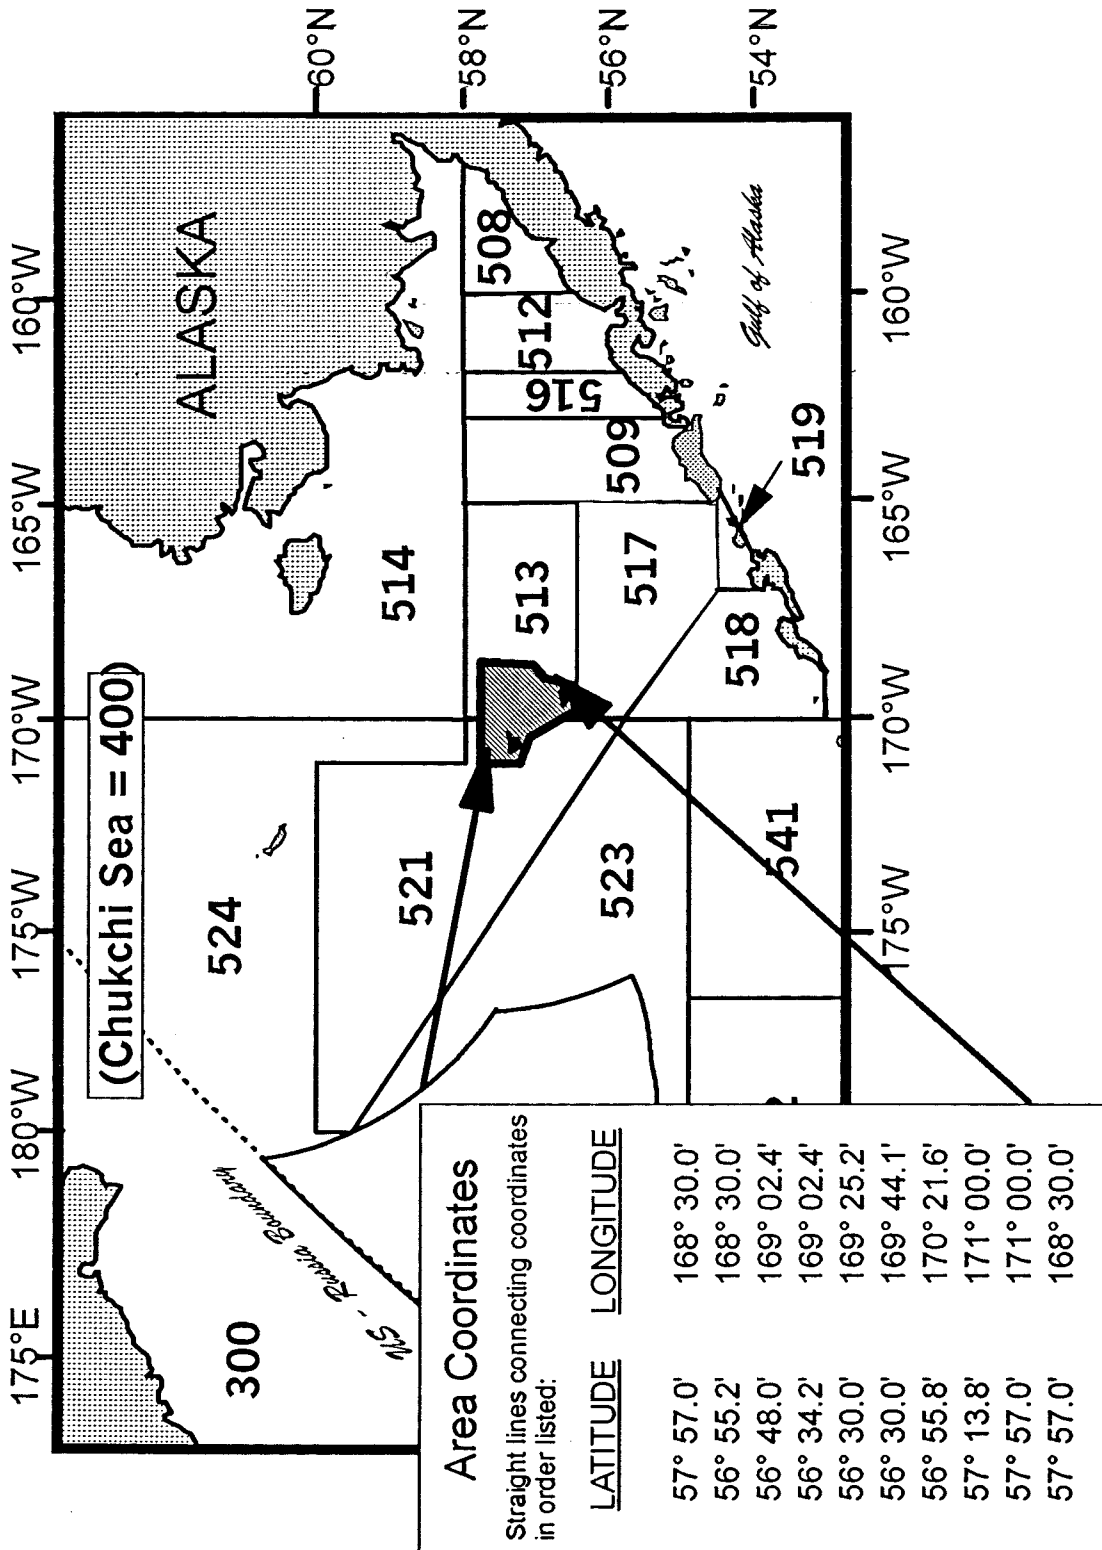 175°E
180°W
175°W
170°W
165°W
160°W
(Chukchi Sea = 400)
ALASKA
60°N
58°N
56°N
54°N
300
US - Russia Boundary
524
521
523
541
514
513
517
518
519
509
516
512
508
Gulf of Alaska
175°W
170°W
165°W
160°W
Area Coordinates
Straight lines connecting coordinates
in order listed:
LATITUDE LONGITUDE
57° 57.0' 168° 30.0'
56° 55.2' 168° 30.0'
56° 48.0' 169° 02.4'
56° 34.2' 169° 02.4'
56° 30.0' 169° 25.2'
56° 30.0' 169° 44.1'
56° 55.8' 170° 21.6'
57° 13.8' 171° 00.0'
57° 57.0' 171° 00.0'
57° 57.0' 168° 30.0'